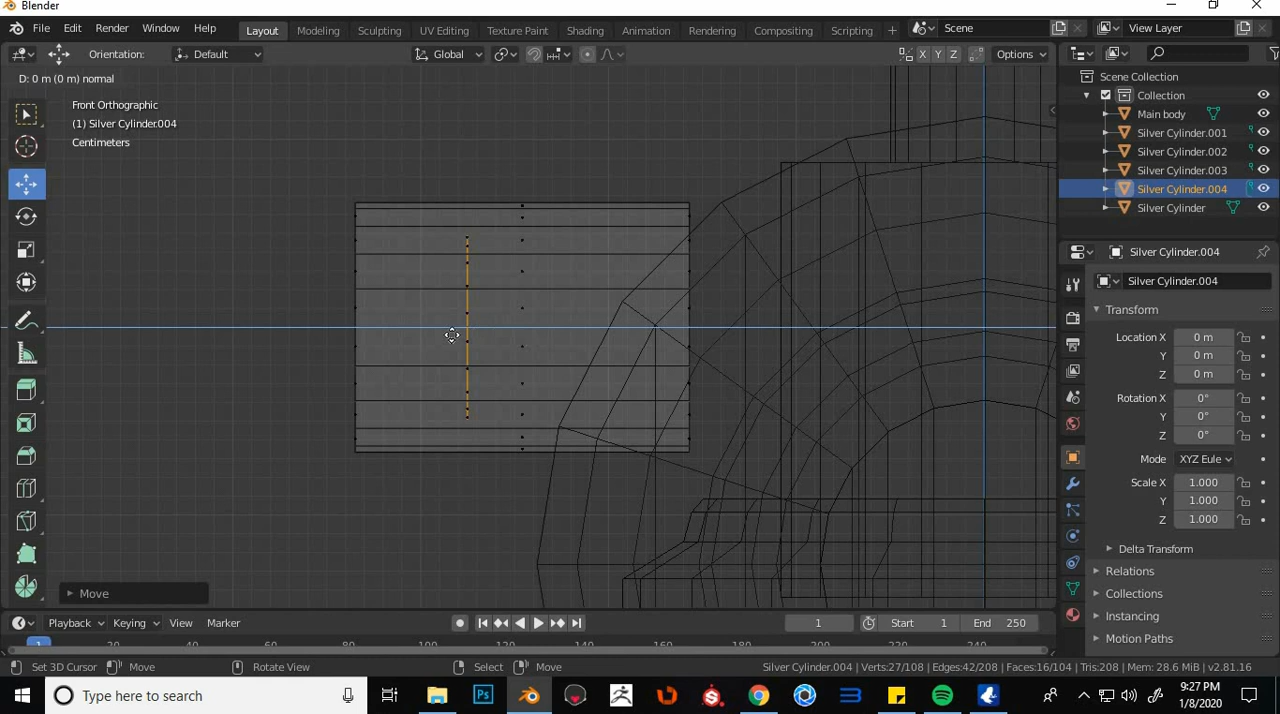 Blender
File Edit Render Window Help Layout Modeling Sculpting UV Editing Texture Paint Shading Animation Rendering Compositing Scripting + Scene View Layer
Orientation: Default Global X Y Z Options
D: 0 m (0 m) normal
Front Orthographic
(1) Silver Cylinder.004
Centimeters
Scene Collection
Collection
Main body
Silver Cylinder.001
Silver Cylinder.002
Silver Cylinder.003
Silver Cylinder.004
Silver Cylinder
Silver Cylinder.004
Silver Cylinder.004
Transform
Location X 0 m
Y 0 m
Z 0 m
Rotation X 0°
Y 0°
Z 0°
Mode XYZ Eule
Scale X 1.000
Y 1.000
Z 1.000
Delta Transform
Relations
Collections
Instancing
Motion Paths
Move
Playback Keying View Marker 1 Start 1 End 250
1 20 80 100 120 160 180 200 220 240
Set 3D Cursor Move Rotate View Select Move Silver Cylinder.004 | Verts:27/108 | Edges:42/208 | Faces:16/104 | Tris:208 | Mem: 28.6 MiB | v2.81.16
Type here to search
9:27 PM
1/8/2020